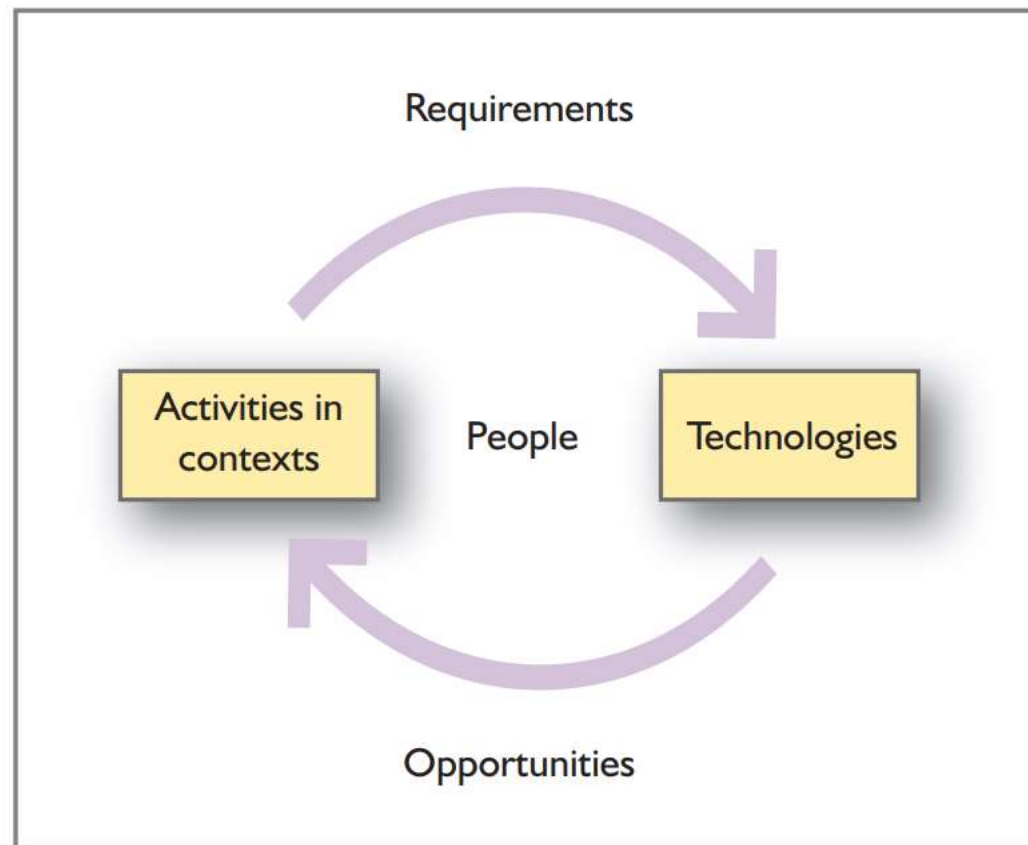 Requirements
Activities in
contexts
People
Technologies
Opportunities